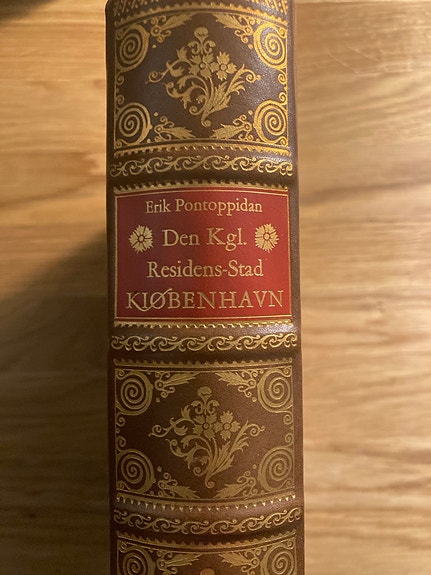 Erik Pontoppidan
Den Kgl.
Residens-Stad
KIØBENHAVN